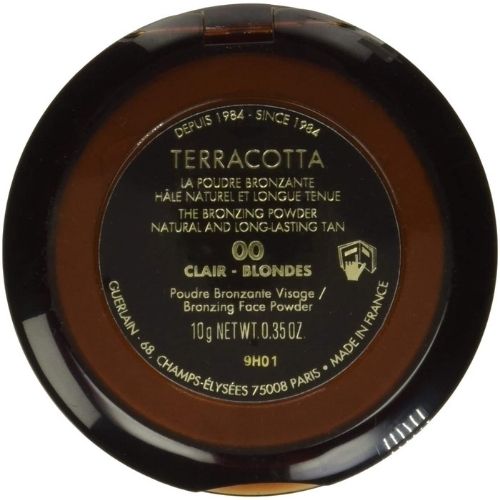 DEPUIS 1984 - SINCE 1984
TERRACOTTA
LA POUDRE BRONZANTE
HÂLE NATUREL ET LONGUE TENUE
THE BRONZING POWDER
NATURAL AND LONG-LASTING TAN
00
CLAIR - BLONDES
Poudre Bronzante Visage /
Bronzing Face Powder
10g NET WT. 0.35 OZ.
9H01
GUERLAIN • 68, CHAMPS-ÉLYSÉES 75008 PARIS • MADE IN FRANCE